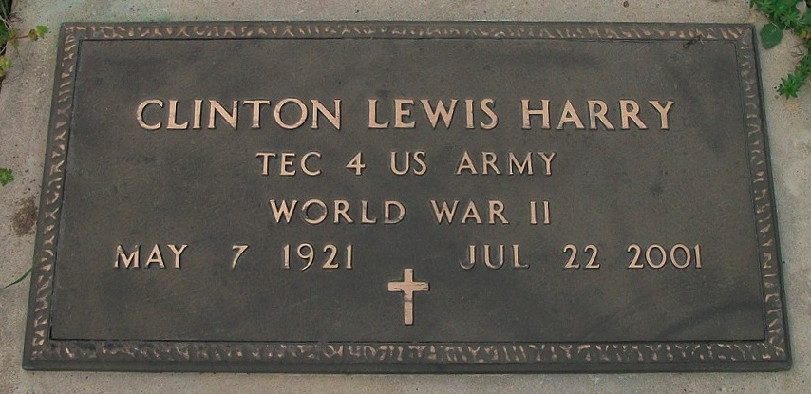 CLINTON LEWIS HARRY
TEC 4 US ARMY
WORLD WAR II
MAY 7 1921 JUL 22 2001